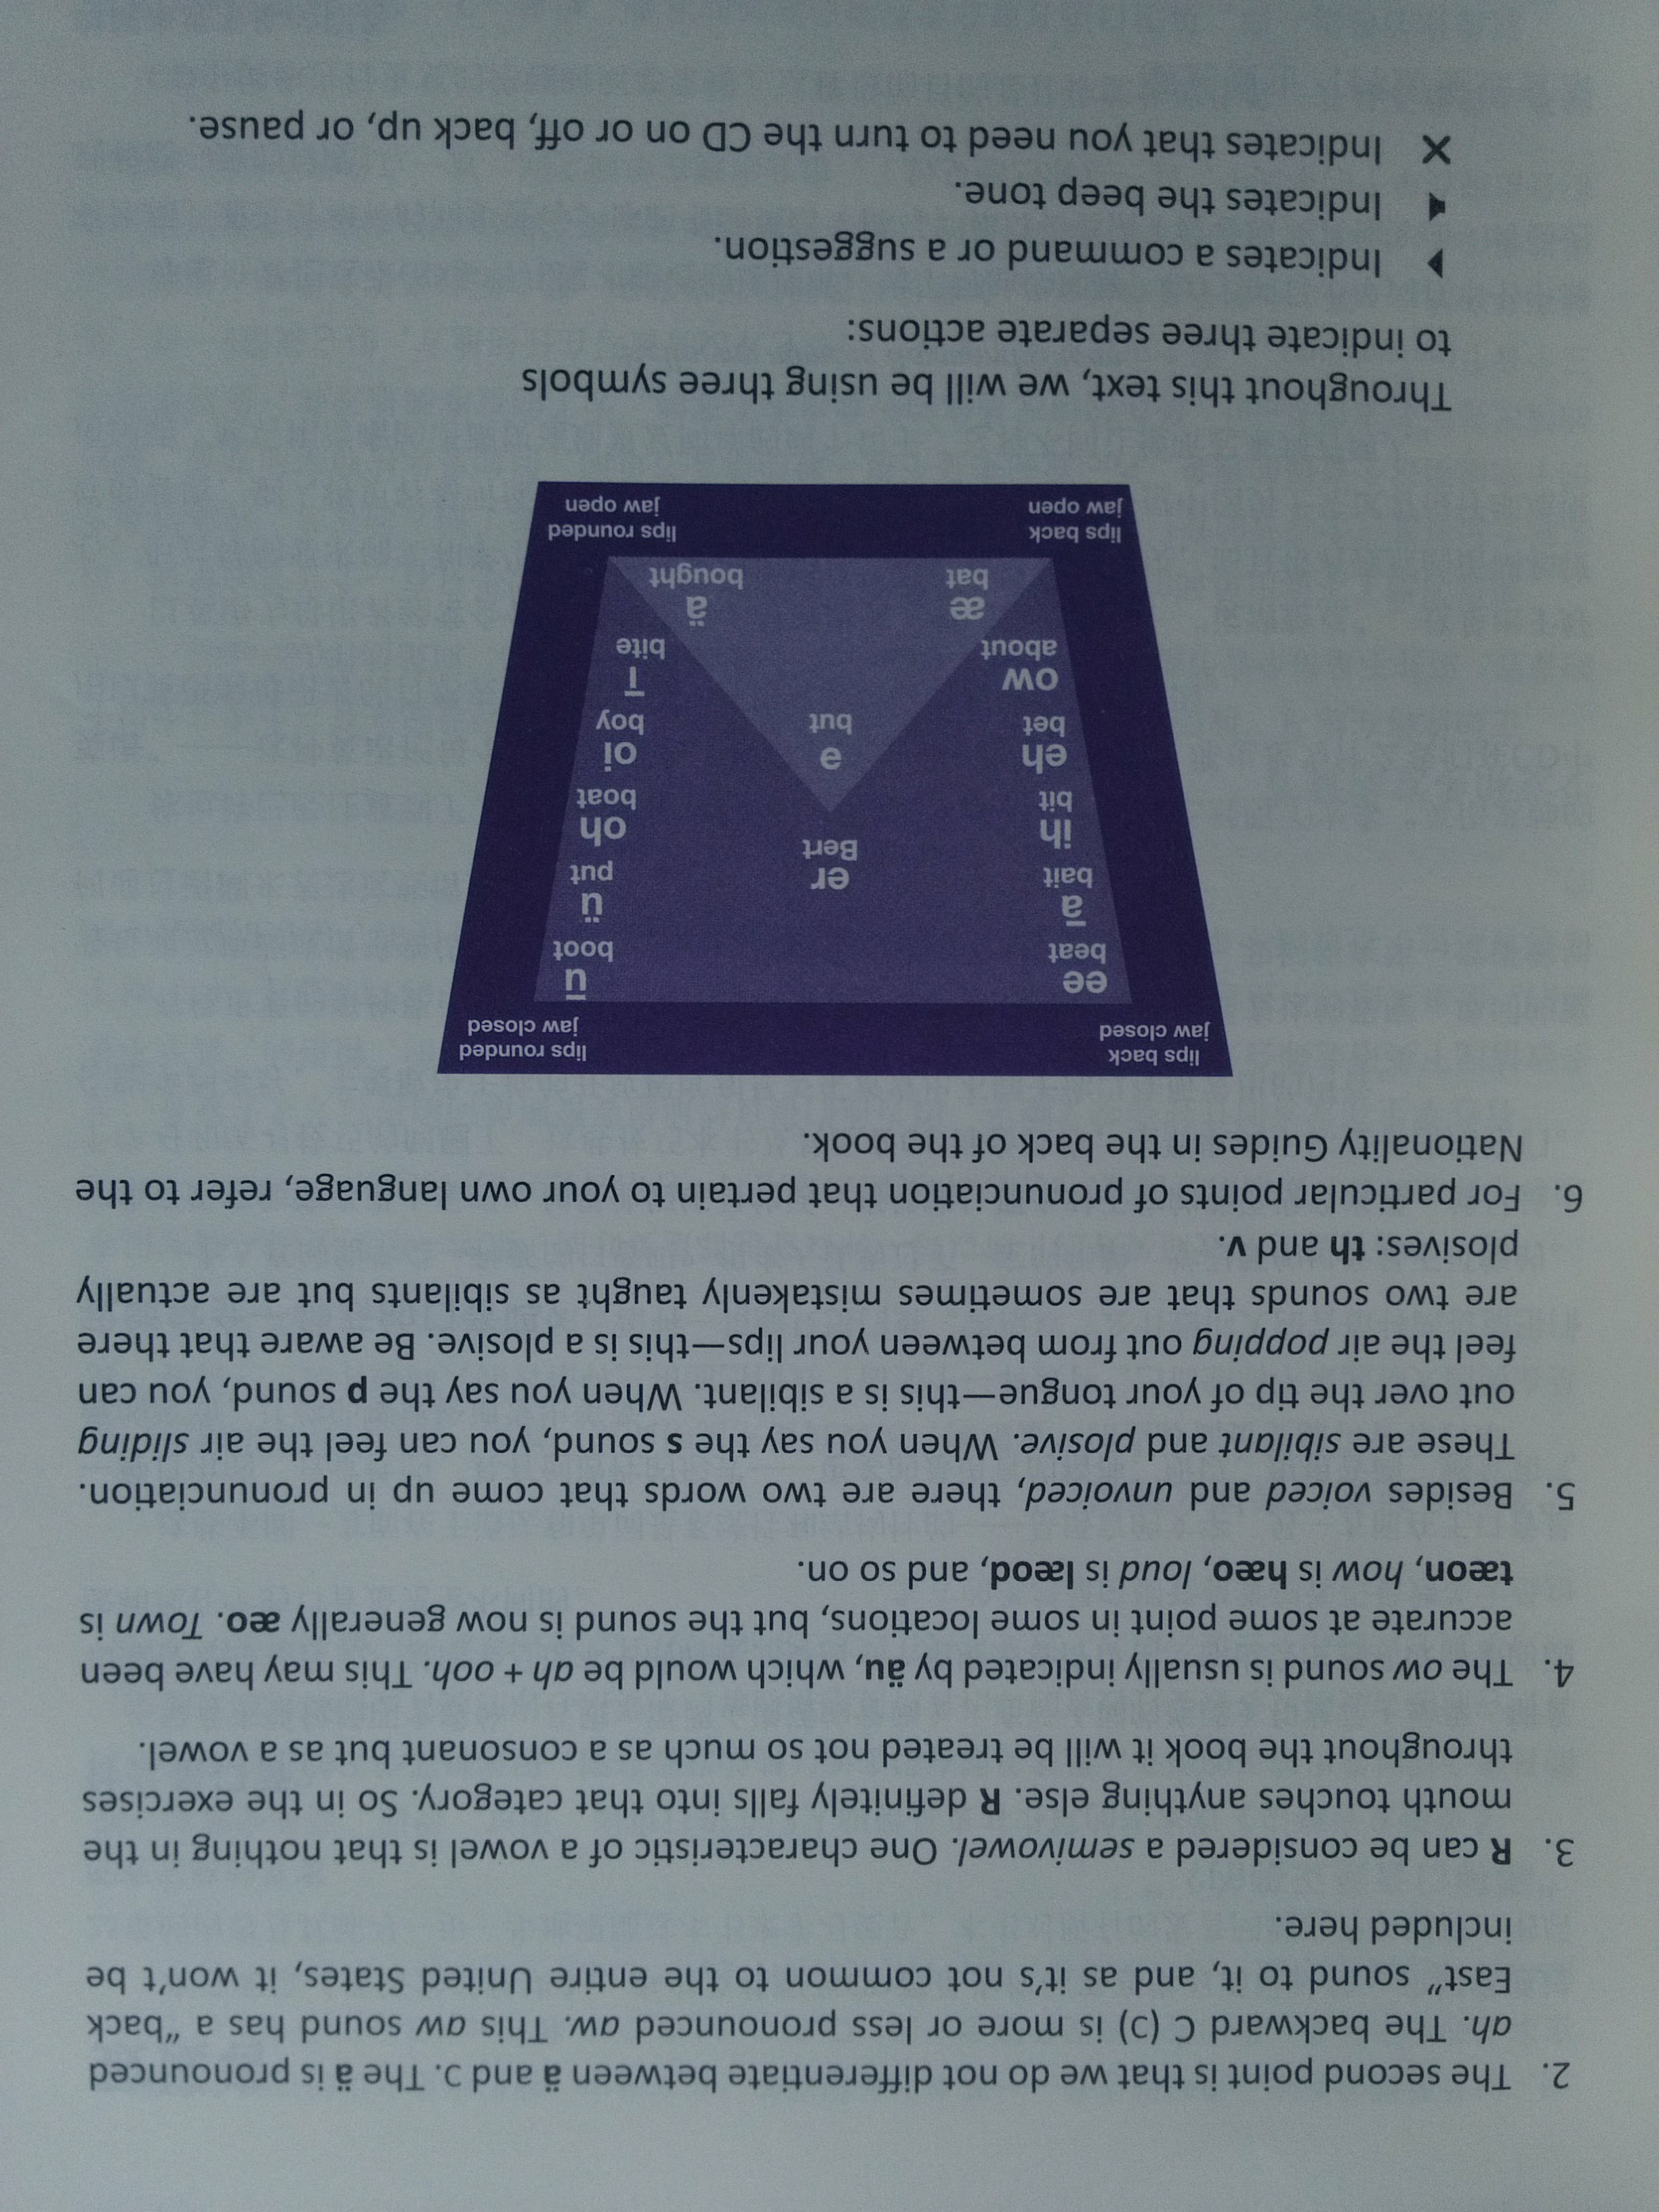 2. The second point is that we do not differentiate between ä and ɔ. The ä is pronounced
ah. The backward C (ɔ) is more or less pronounced aw. This aw sound has a “back
East” sound to it, and as it’s not common to the entire United States, it won’t be
included here.
3. R can be considered a semivowel. One characteristic of a vowel is that nothing in the
mouth touches anything else. R definitely falls into that category. So in the exercises
throughout the book it will be treated not so much as a consonant but as a vowel.
4. The ow sound is usually indicated by äu, which would be ah + ooh. This may have been
accurate at some point in some locations, but the sound is now generally æo. Town is
tæon, how is hæo, loud is læod, and so on.
5. Besides voiced and unvoiced, there are two words that come up in pronunciation.
These are sibilant and plosive. When you say the s sound, you can feel the air sliding
out over the tip of your tongue—this is a sibilant. When you say the p sound, you can
feel the air popping out from between your lips—this is a plosive. Be aware that there
are two sounds that are sometimes mistakenly taught as sibilants but are actually
plosives: th and v.
6. For particular points of pronunciation that pertain to your own language, refer to the
Nationality Guides in the back of the book.
lips back
jaw closed
lips rounded
jaw closed
ee
beat
ā
bait
ih
bit
eh
bet
ow
about
æ
bat
er
Bert
ə
but
ū
boot
ü
put
oh
boat
oi
boy
ī
bite
ä
bought
lips back
jaw open
lips rounded
jaw open
Throughout this text, we will be using three symbols
to indicate three separate actions:
▶ Indicates a command or a suggestion.
◀ Indicates the beep tone.
✕ Indicates that you need to turn the CD on or off, back up, or pause.